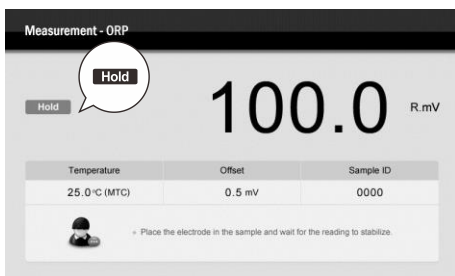 Measurement - ORP
Hold
Hold
100.0 R.mV
Temperature Offset Sample ID
25.0 ºC (MTC) 0.5 mV 0000
Place the electrode in the sample and wait for the reading to stabilize.